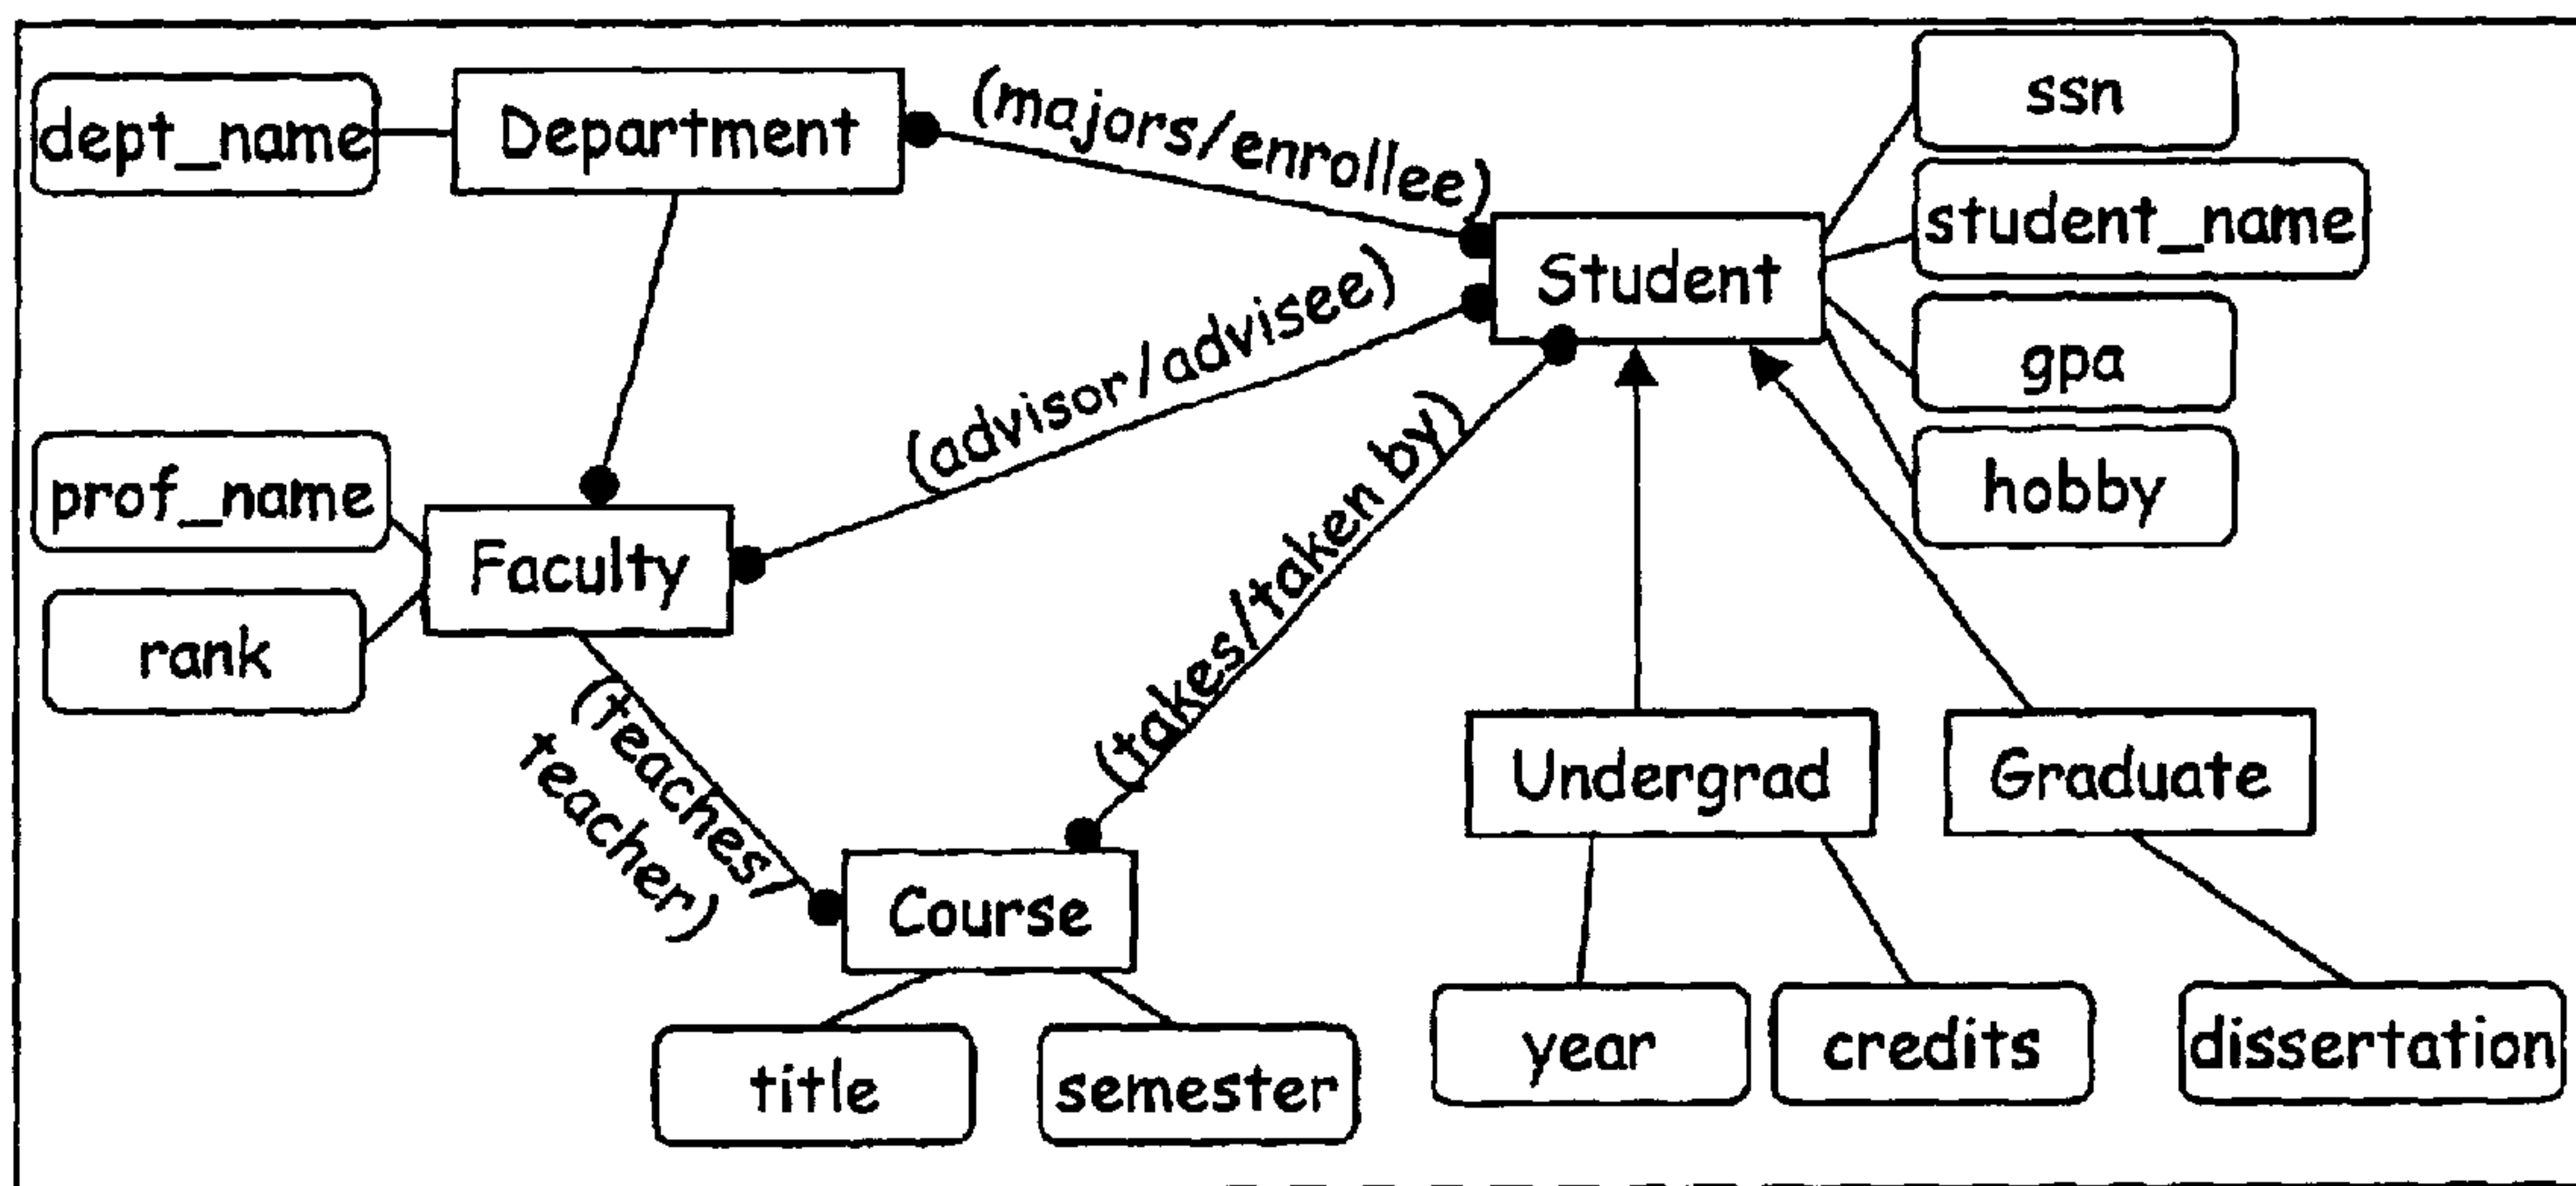 ssn
dept_name
Department
(majors/enrollee)
student_name
Student
gpa
(advisor/advisee)
hobby
prof_name
Faculty
(takes/taken by)
rank
(teaches/
teacher)
Undergrad
Graduate
Course
year
credits
dissertation
title
semester